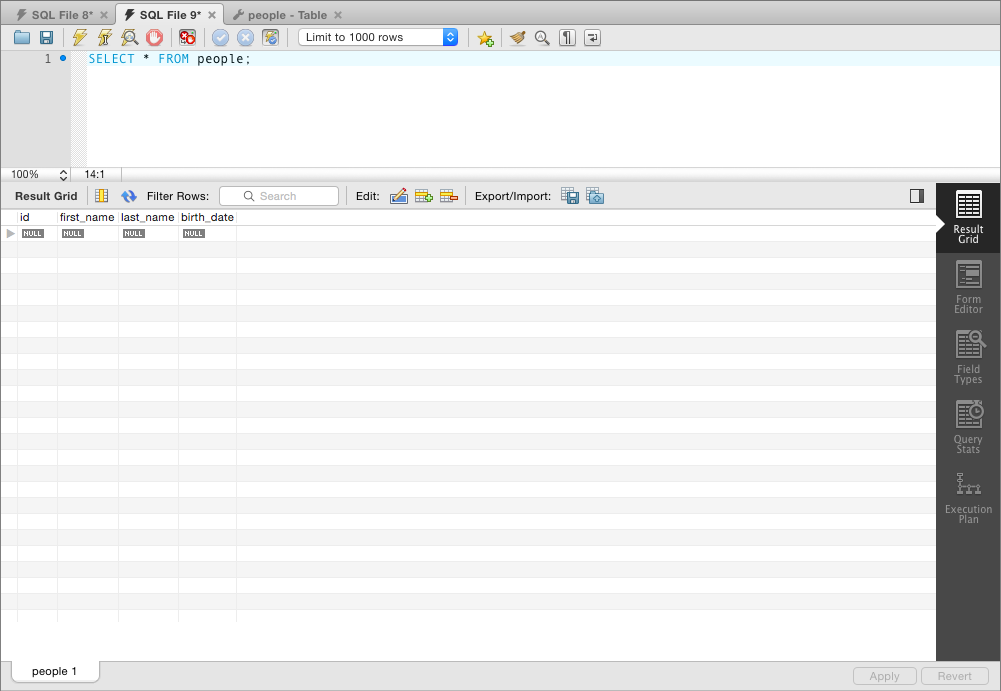 SQL File 8* SQL File 9* people - Table
Limit to 1000 rows
1 SELECT * FROM people;
100% 14:1
Result Grid Filter Rows: Search Edit: Export/Import:
id first_name last_name birth_date
NULL NULL NULL NULL
Result
Grid
Form
Editor
Field
Types
Query
Stats
Execution
Plan
people 1
Apply Revert